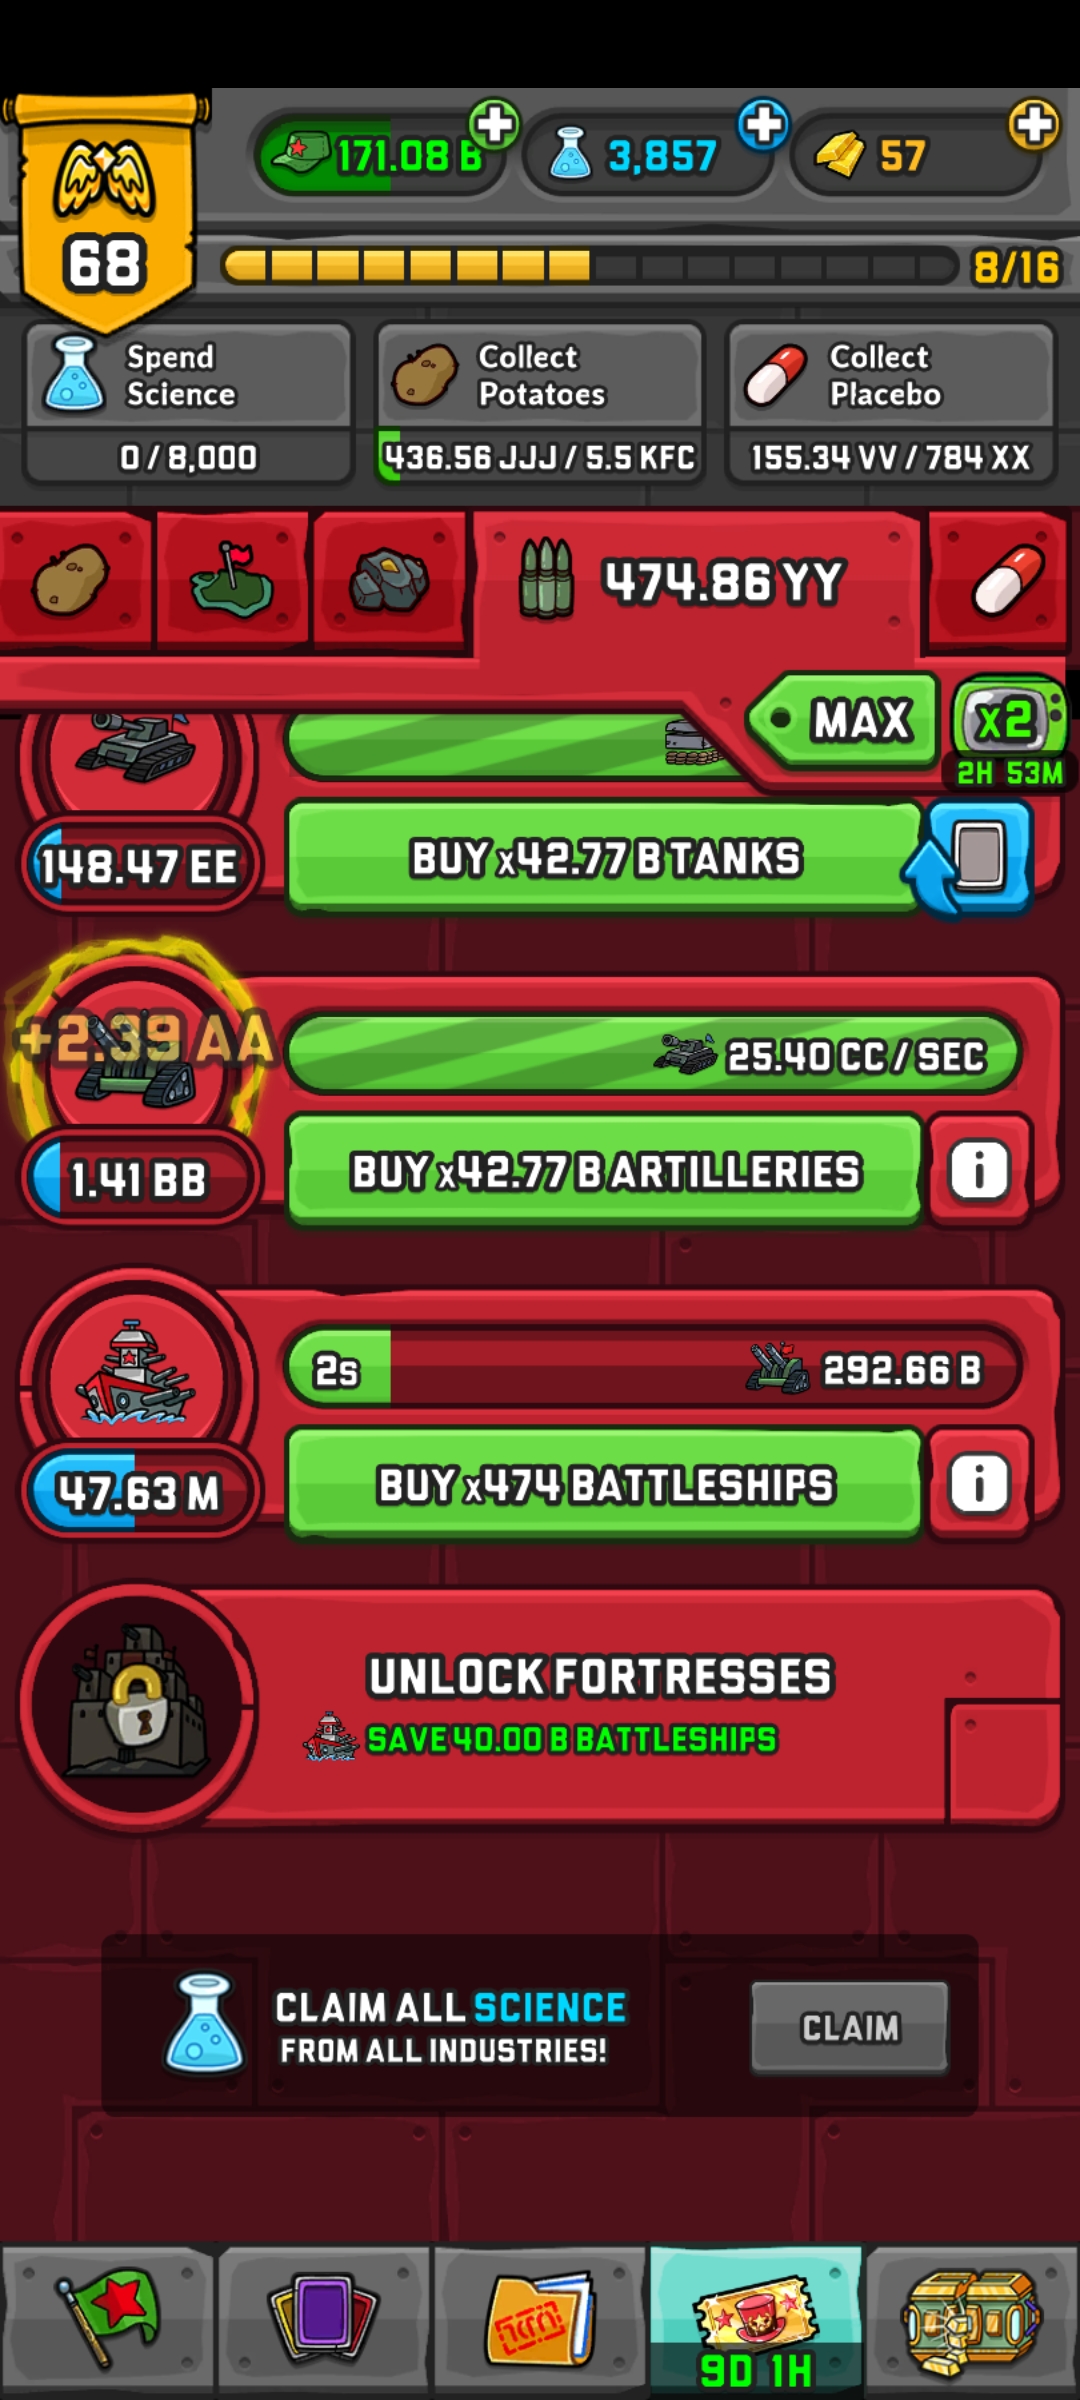 171.08 B
3,857
57
68
8/16
Spend
Science
0 / 8,000
Collect
Potatoes
436.56 JJJ / 5.5 KFC
Collect
Placebo
155.34 VV / 784 XX
474.86 YY
MAX
x2
2H 53M
148.47 EE
BUY x42.77 B TANKS
+2.39 AA
25.40 CC / SEC
1.41 BB
BUY x42.77 B ARTILLERIES
i
2s
292.66 B
47.63 M
BUY x474 BATTLESHIPS
i
UNLOCK FORTRESSES
SAVE 40.00 B BATTLESHIPS
CLAIM ALL SCIENCE
FROM ALL INDUSTRIES!
CLAIM
9D 1H